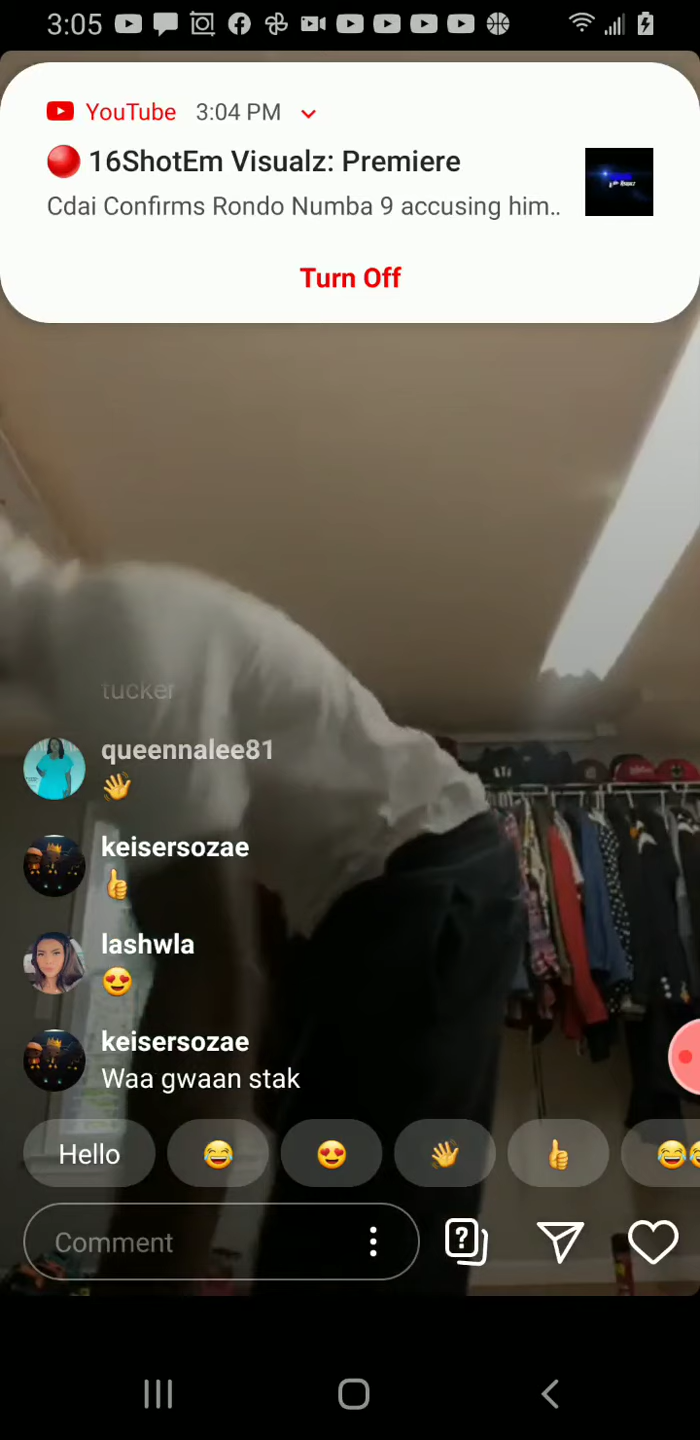 3:05
YouTube 3:04 PM
🔴 16ShotEm Visualz: Premiere
Cdai Confirms Rondo Numba 9 accusing him..
Turn Off
tucker
queennalee81
👋
keisersozae
👍
lashwla
😍
keisersozae
Waa gwaan stak
Hello 😂 😍 👋 👍 😂
Comment